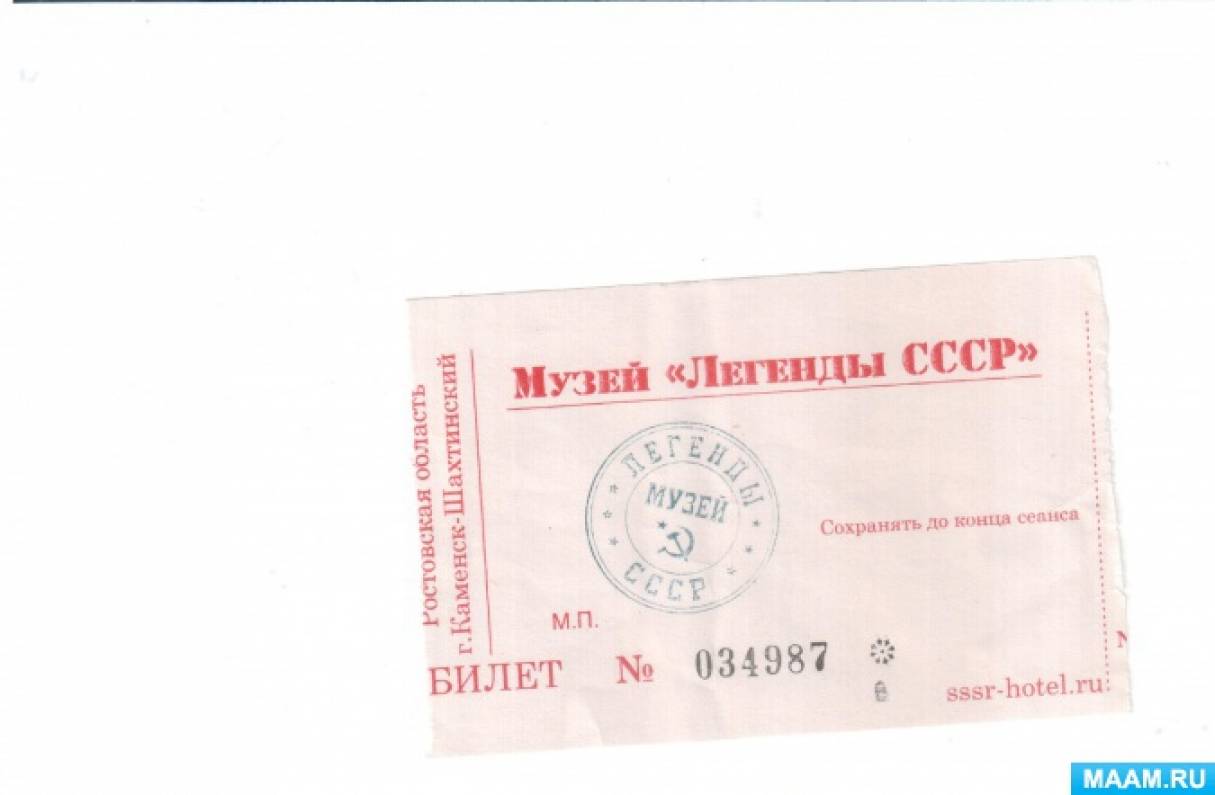 Музей «Легенды СССР»
Ростовская область
г.Каменск-Шахтинский
ЛЕГЕНДЫ
МУЗЕЙ
СССР
Сохранять до конца сеанса
М.П.
БИЛЕТ № 034987
sssr-hotel.ru
MAAM.RU